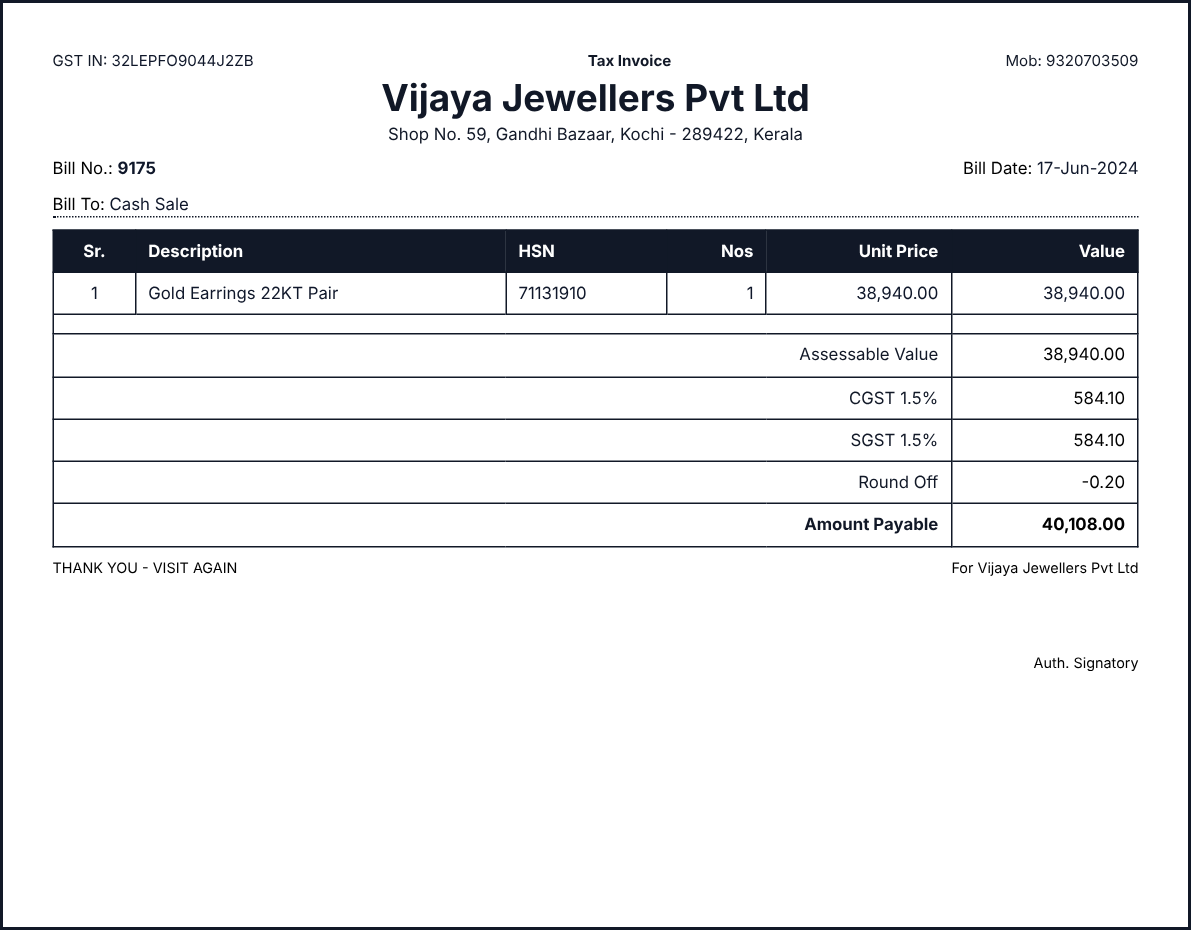 GST IN: 32LEPFO9044J2ZB Tax Invoice Mob: 9320703509
Vijaya Jewellers Pvt Ltd
Shop No. 59, Gandhi Bazaar, Kochi - 289422, Kerala
Bill No.: 9175 Bill Date: 17-Jun-2024
Bill To: Cash Sale
Sr. Description HSN Nos Unit Price Value
1 Gold Earrings 22KT Pair 71131910 1 38,940.00 38,940.00
Assessable Value 38,940.00
CGST 1.5% 584.10
SGST 1.5% 584.10
Round Off -0.20
Amount Payable 40,108.00
THANK YOU - VISIT AGAIN For Vijaya Jewellers Pvt Ltd
Auth. Signatory